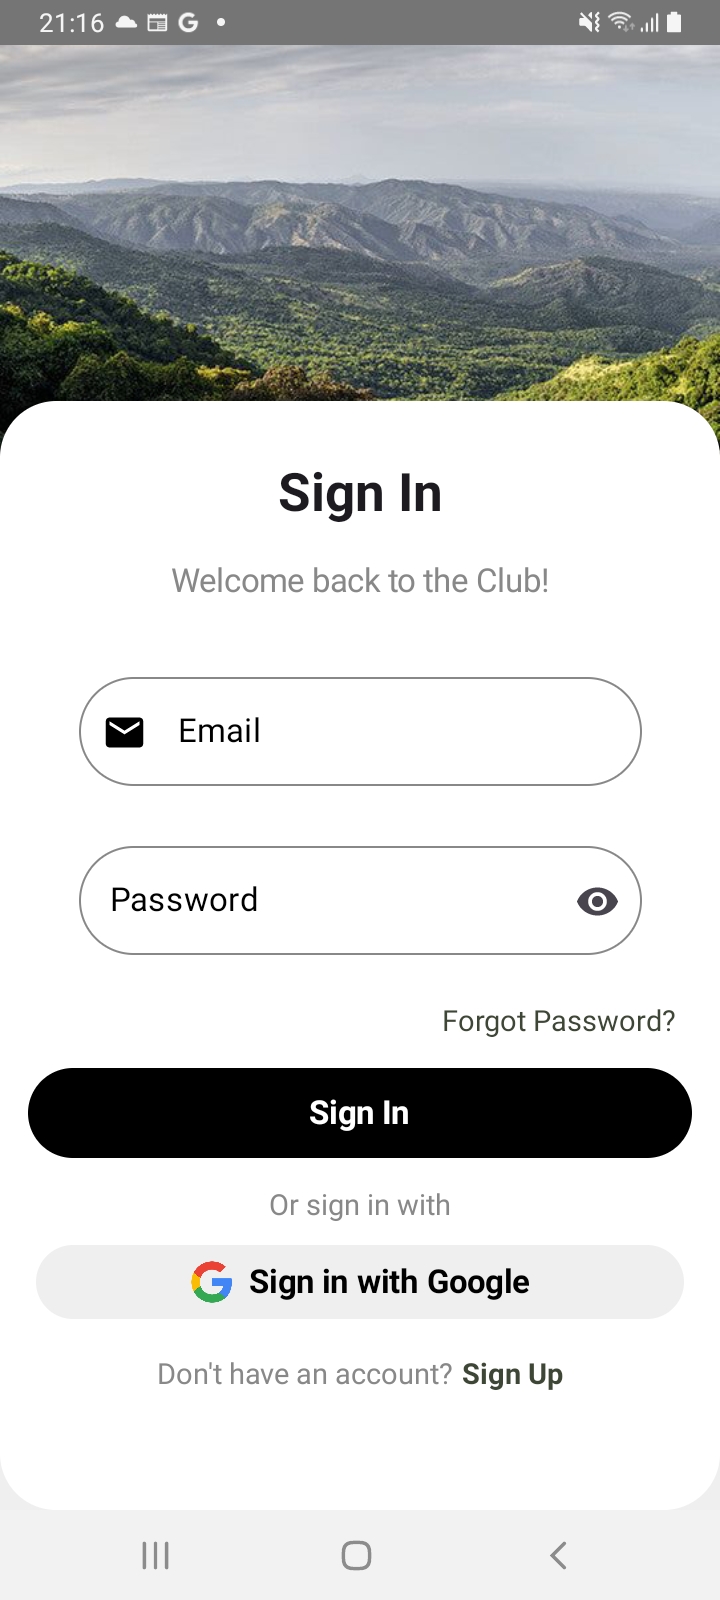 21:16
Sign In
Welcome back to the Club!
Email
Password
Forgot Password?
Sign In
Or sign in with
Sign in with Google
Don't have an account? Sign Up